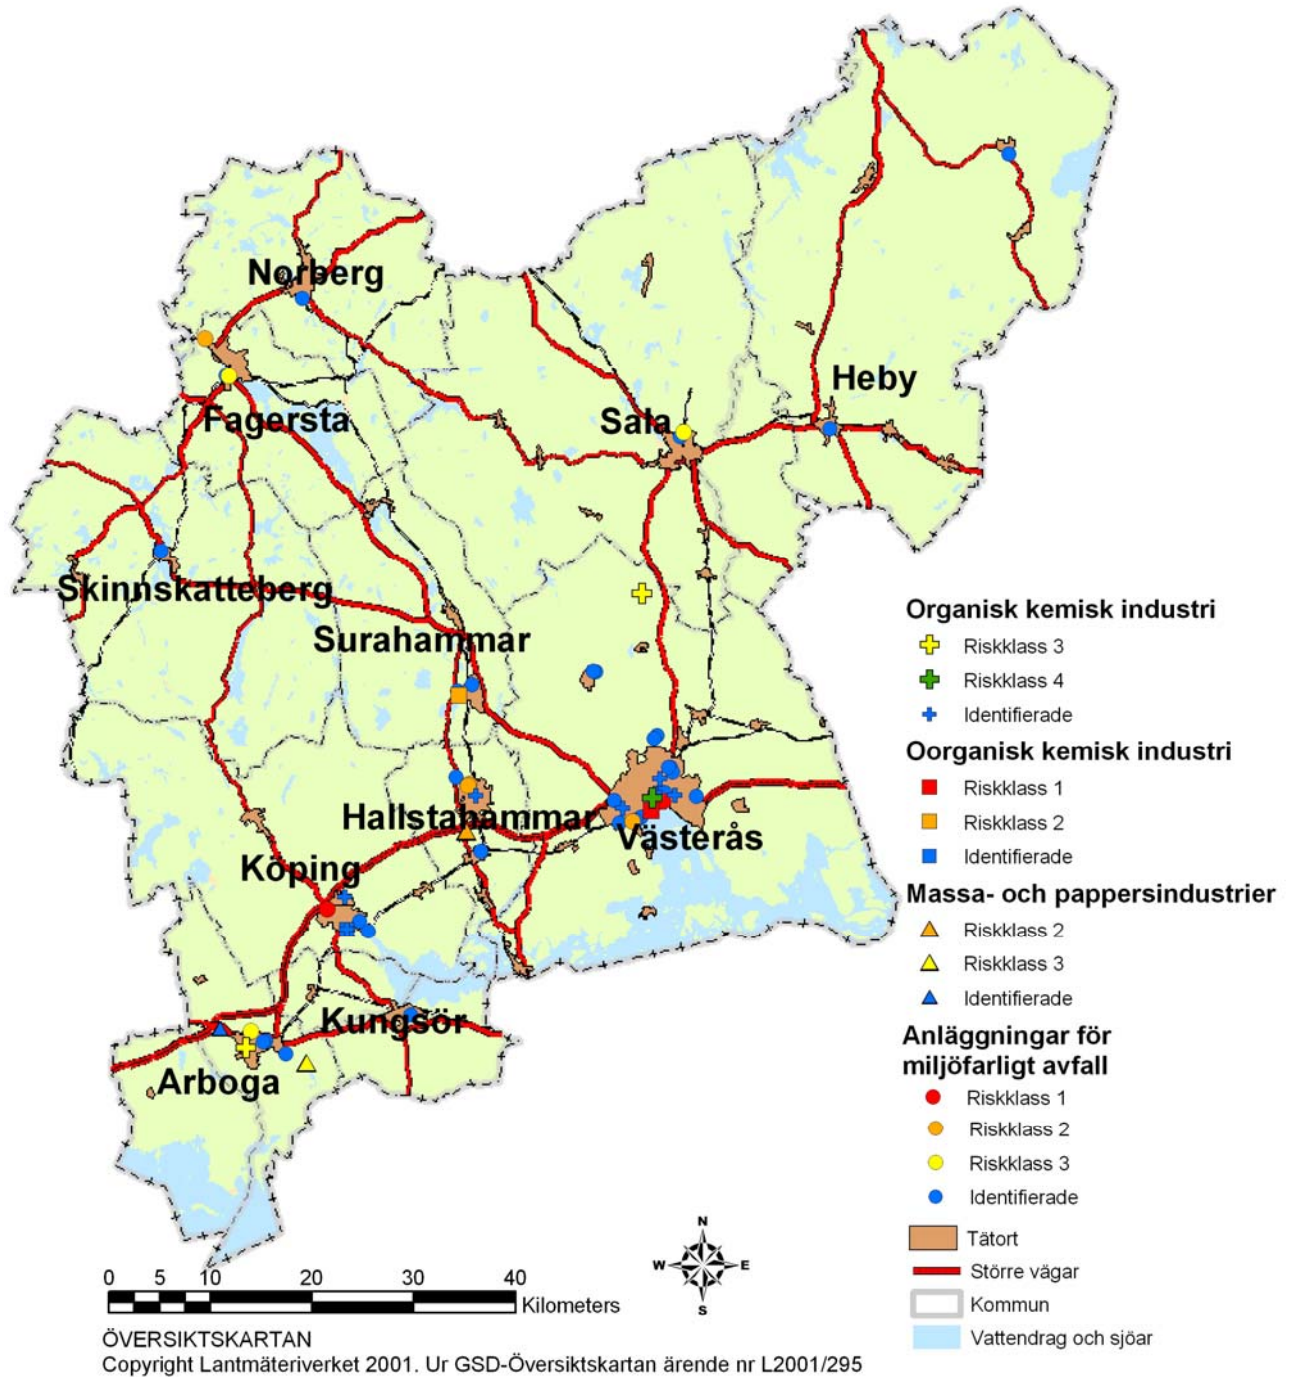 Norberg
Fagersta
Sala
Heby
Skinnskatteberg
Surahammar
Hallstahammar
Västerås
Köping
Kungsör
Arboga
Organisk kemisk industri
Riskklass 3
Riskklass 4
Identifierade
Oorganisk kemisk industri
Riskklass 1
Riskklass 2
Identifierade
Massa- och pappersindustrier
Riskklass 2
Riskklass 3
Identifierade
Anläggningar för
miljöfarligt avfall
Riskklass 1
Riskklass 2
Riskklass 3
Identifierade
Tätort
Större vägar
Kommun
Vattendrag och sjöar
N
W E
S
0 5 10 20 30 40
Kilometers
ÖVERSIKTSKARTAN
Copyright Lantmäteriverket 2001. Ur GSD-Översiktskartan ärende nr L2001/295